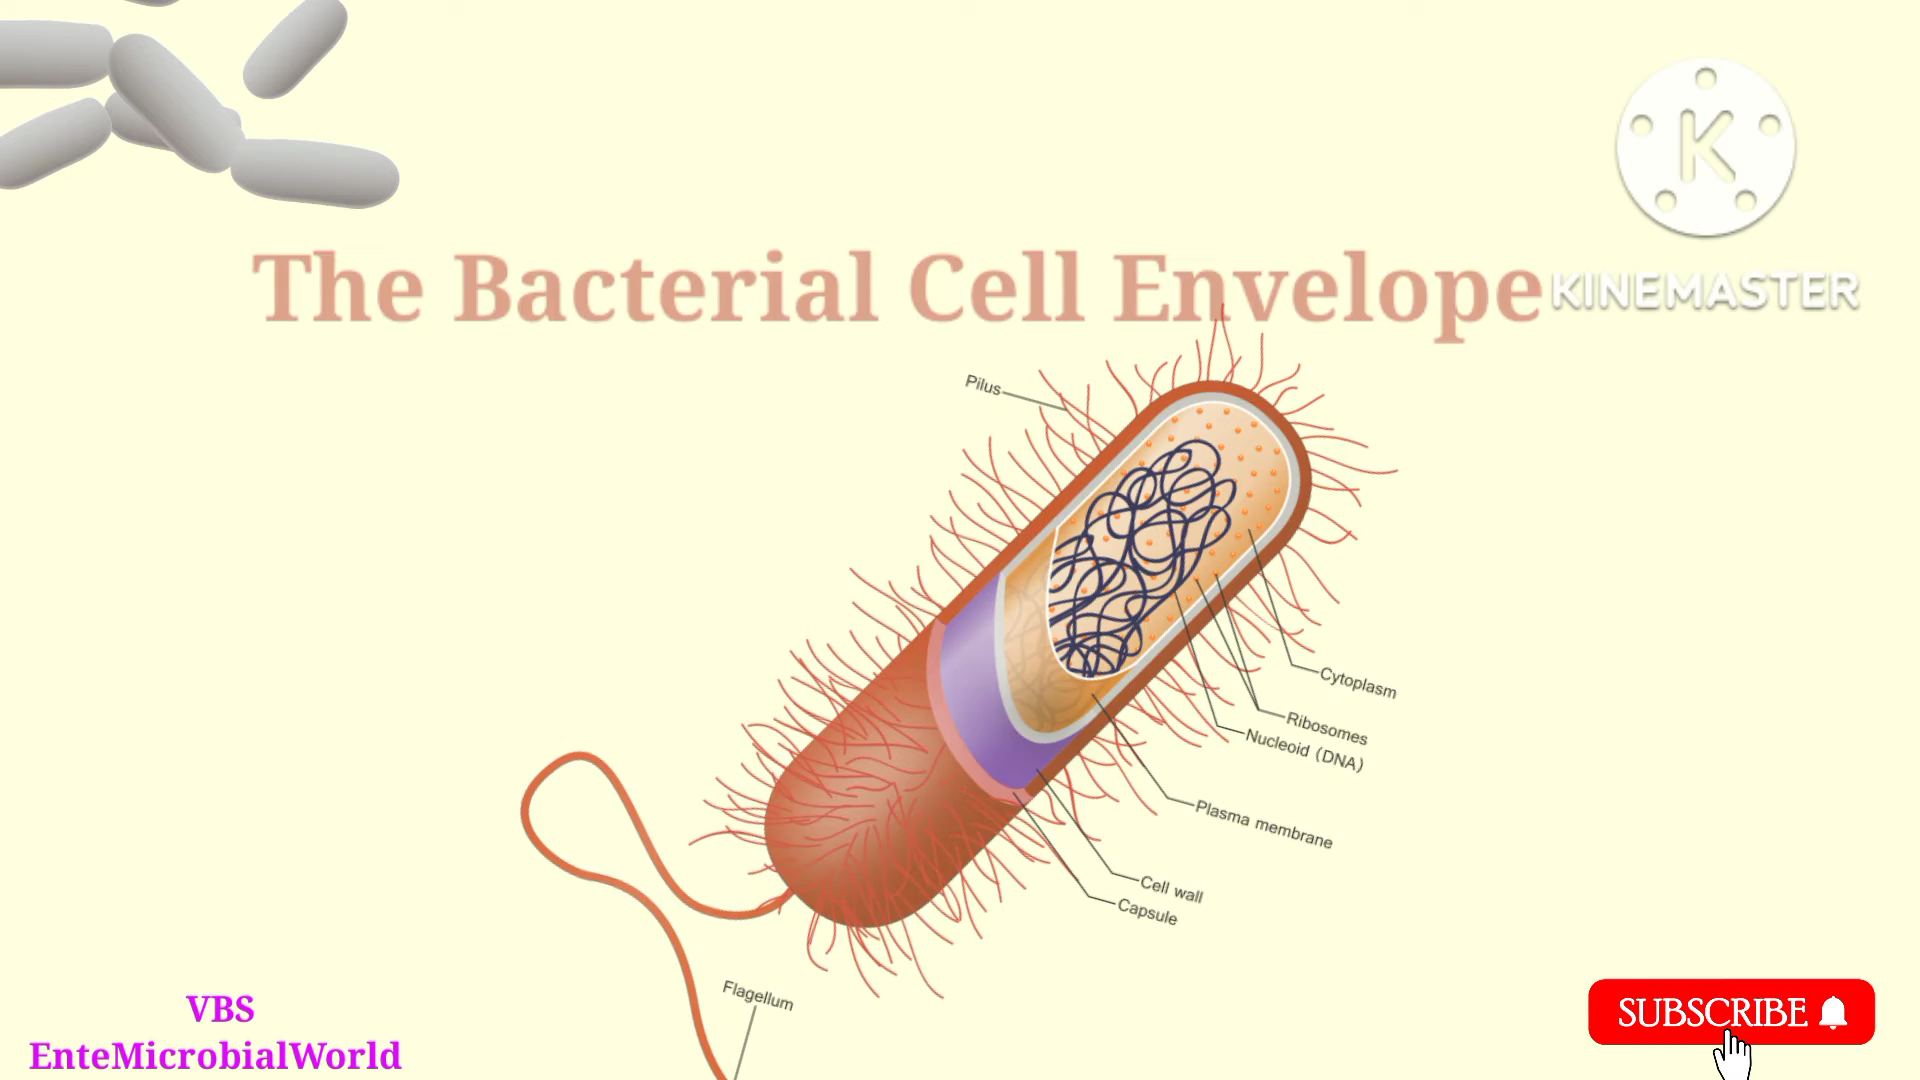 K
KINEMASTER
The Bacterial Cell Envelope
Pilus
Cytoplasm
Ribosomes
Nucleoid (DNA)
Plasma membrane
Cell wall
Capsule
Flagellum
VBS
EnteMicrobialWorld
SUBSCRIBE